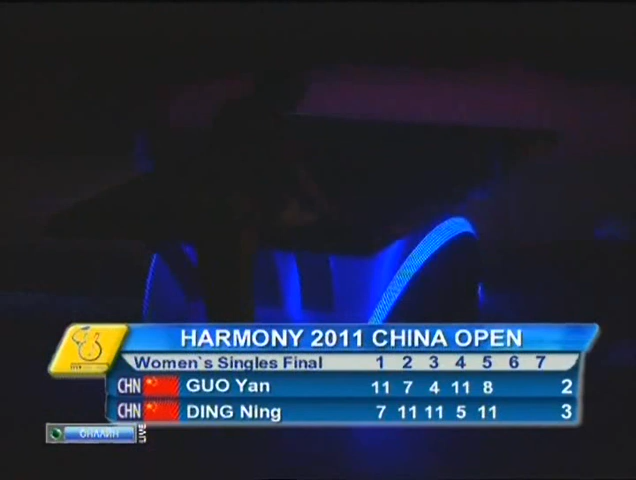 HARMONY 2011 CHINA OPEN
Women`s Singles Final 1 2 3 4 5 6 7
CHN GUO Yan 11 7 4 11 8 2
CHN DING Ning 7 11 11 5 11 3
ОНЛАЙН
LIVE